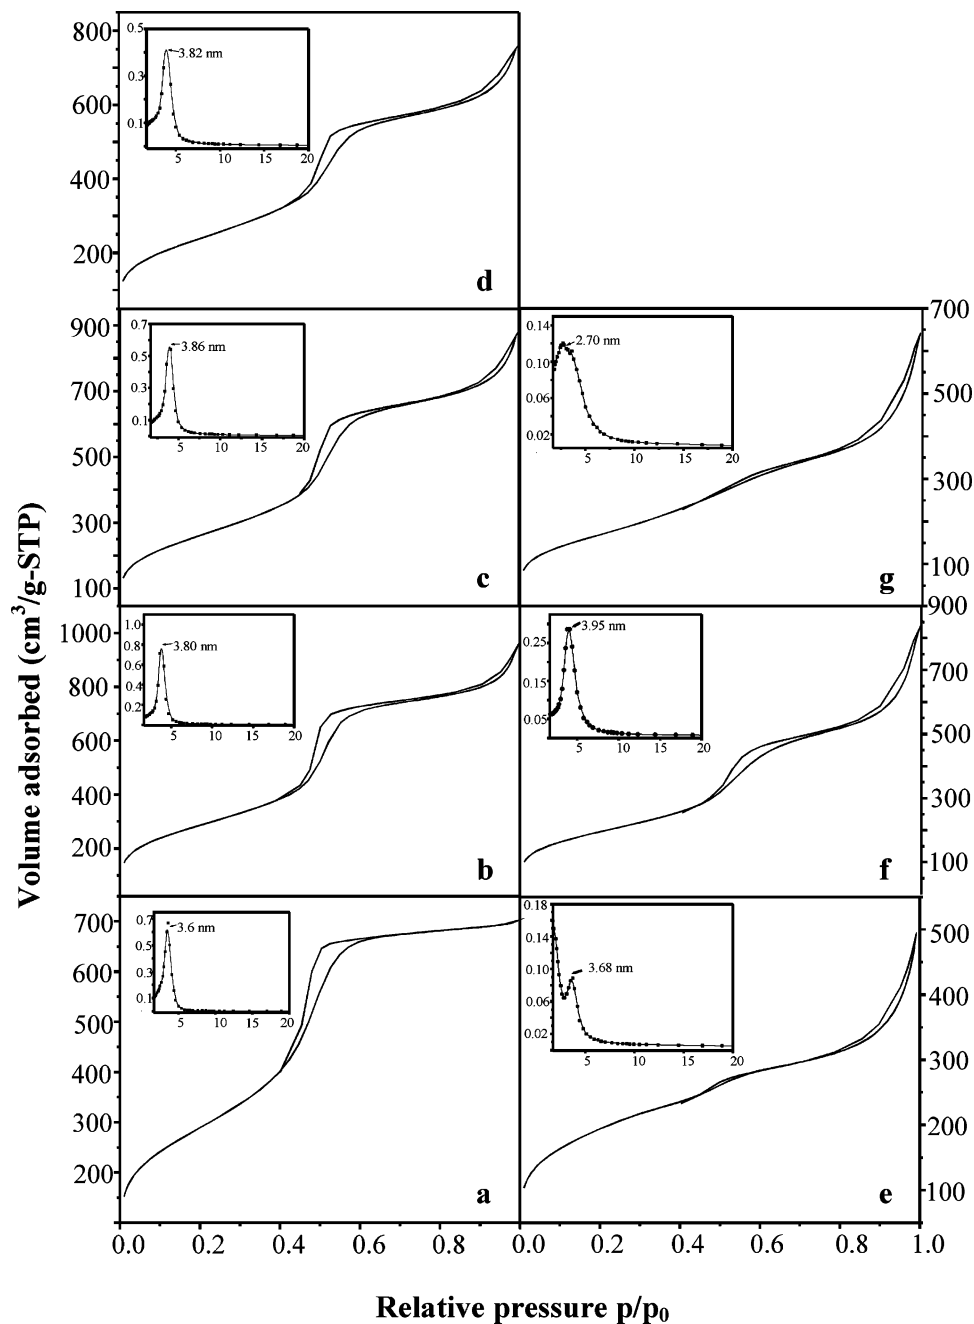 Volume adsorbed (cm³/g-STP)
800
600
400
200
0.5
0.4
0.3
0.1
3.82 nm
5 10 15 20
d
900
700
500
300
100
0.7
0.5
0.3
0.1
3.86 nm
5 10 15 20
c
1000
800
600
400
200
1.0
0.8
0.6
0.4
0.2
3.80 nm
5 10 15 20
b
700
600
500
400
300
200
0.7
0.5
0.3
0.1
3.6 nm
5 10 15 20
a
0.0 0.2 0.4 0.6 0.8
700
500
300
100
0.14
0.10
0.06
0.02
2.70 nm
5 10 15 20
g
900
700
500
300
100
0.25
0.15
0.05
3.95 nm
5 10 15 20
f
500
400
300
200
100
0.18
0.14
0.10
0.06
0.02
3.68 nm
5 10 15 20
e
0.0 0.2 0.4 0.6 0.8 1.0
Relative pressure p/p₀